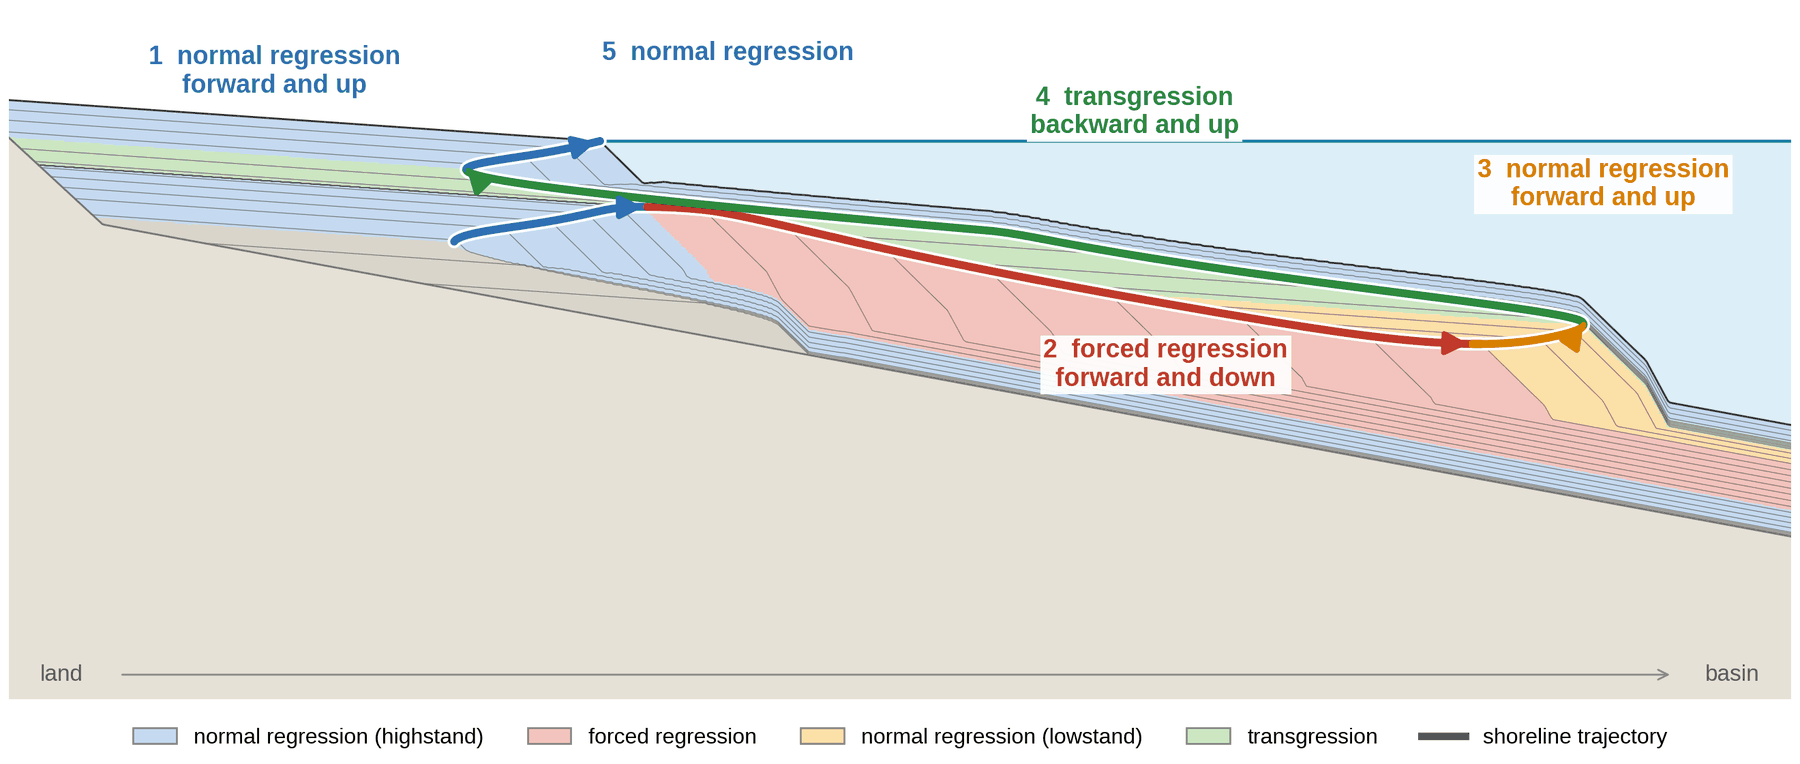 1 normal regression
forward and up
5 normal regression
4 transgression
backward and up
3 normal regression
forward and up
2 forced regression
forward and down
land
basin
normal regression (highstand)
forced regression
normal regression (lowstand)
transgression
shoreline trajectory